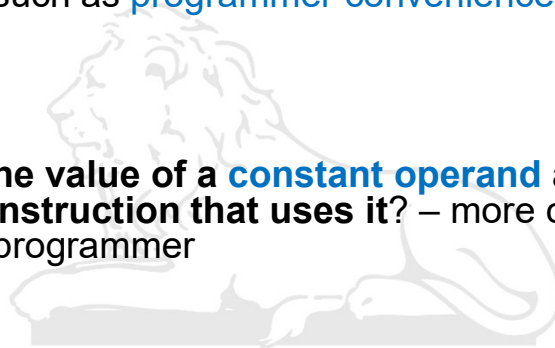 such as programmer convenience
he value of a constant operand a
nstruction that uses it? – more c
programmer